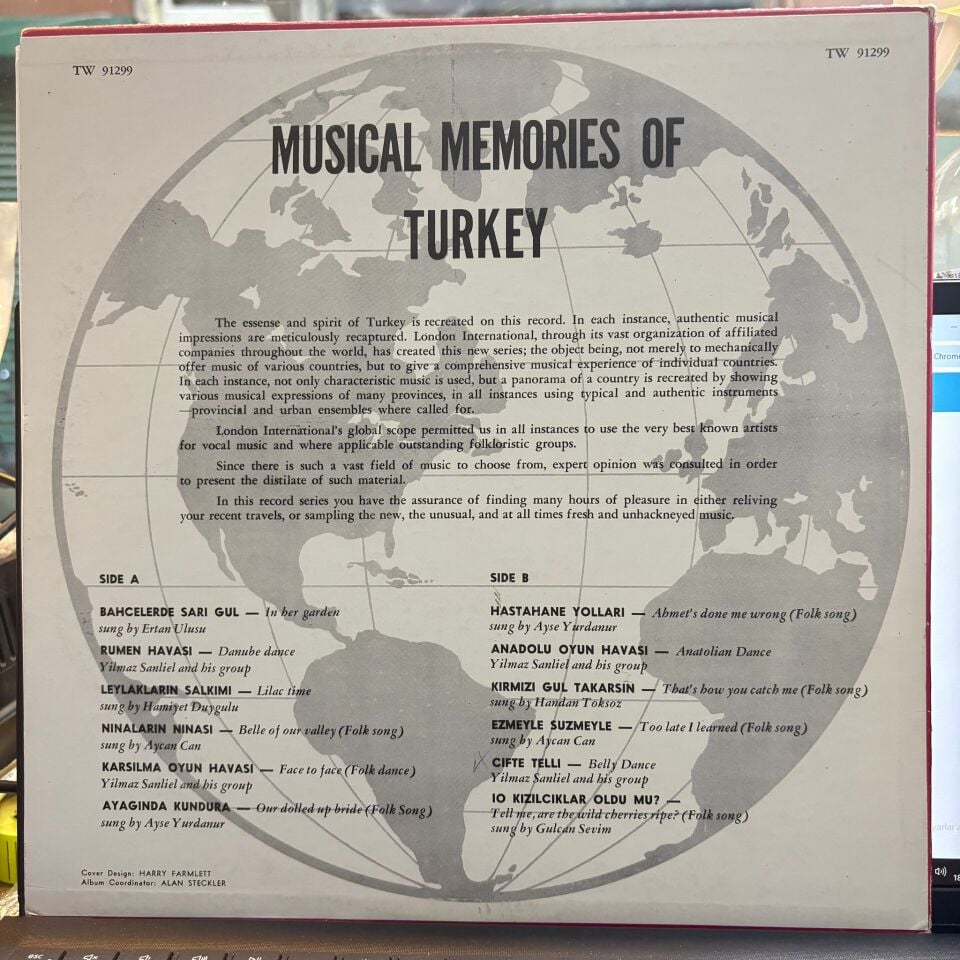 TW 91299
TW 91299
MUSICAL MEMORIES OF
TURKEY
The essense and spirit of Turkey is recreated on this record. In each instance, authentic musical
impressions are meticulously recaptured. London International, through its vast organization of affiliated
companies throughout the world, has created this new series; the object being, not merely to mechanically
offer music of various countries, but to give a comprehensive musical experience of individual countries.
In each instance, not only characteristic music is used, but a panorama of a country is recreated by showing
various musical expressions of many provinces, in all instances using typical and authentic instruments
—provincial and urban ensembles where called for.
London International's global scope permitted us in all instances to use the very best known artists
for vocal music and where applicable outstanding folkloristic groups.
Since there is such a vast field of music to choose from, expert opinion was consulted in order
to present the distilate of such material.
In this record series you have the assurance of finding many hours of pleasure in either reliving
your recent travels, or sampling the new, the unusual, and at all times fresh and unhackneyed music.
SIDE A
BAHCELERDE SARI GUL — In her garden
sung by Ertan Ulusu
RUMEN HAVASI — Danube dance
Yilmaz Sanliel and his group
LEYLAKLARIN SALKIMI — Lilac time
sung by Hamiyet Duygulu
NINALARIN NINASI — Belle of our valley (Folk song)
sung by Aycan Can
KARSILMA OYUN HAVASI — Face to face (Folk dance)
Yilmaz Sanliel and his group
AYAGINDA KUNDURA — Our dolled up bride (Folk Song)
sung by Ayse Yurdanur
SIDE B
HASTAHANE YOLLARI — Ahmet's done me wrong (Folk song)
sung by Ayse Yurdanur
ANADOLU OYUN HAVASI — Anatolian Dance
Yilmaz Sanliel and his group
KIRMIZI GUL TAKARSIN — That's how you catch me (Folk song)
sung by Handan Toksoz
EZMEYLE SUZMEYLE — Too late I learned (Folk song)
sung by Aycan Can
CIFTE TELLI — Belly Dance
Yilmaz Sanliel and his group
IO KIZILCIKLAR OLDU MU? —
Tell me, are the wild cherries ripe? (Folk song)
sung by Gulcan Sevim
Cover Design: HARRY FARMLETT
Album Coordinator: ALAN STECKLER
Chrome
esc